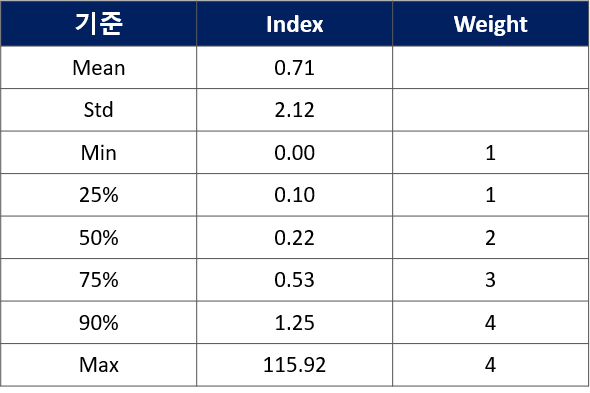 기준 Index Weight
Mean 0.71
Std 2.12
Min 0.00 1
25% 0.10 1
50% 0.22 2
75% 0.53 3
90% 1.25 4
Max 115.92 4